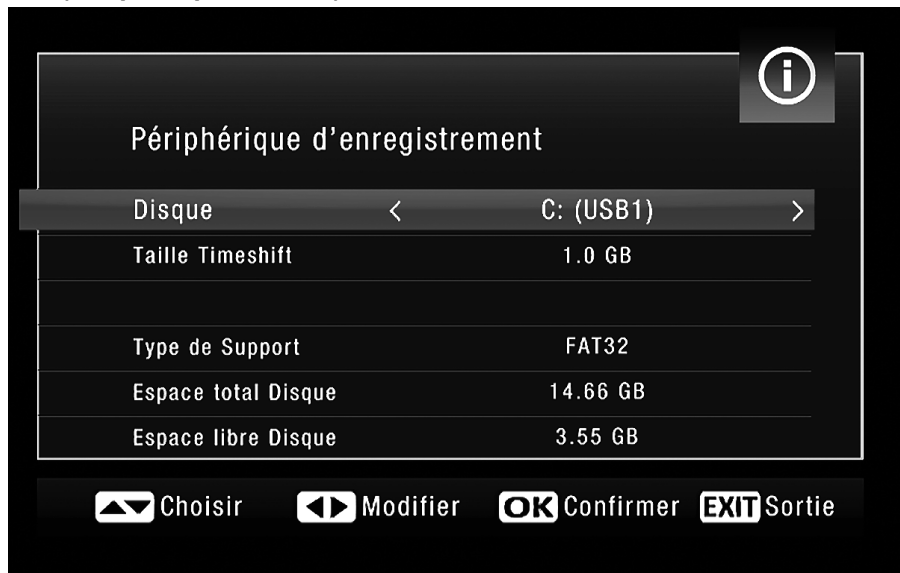 Périphérique d'enregistrement
Disque < C: (USB1) >
Taille Timeshift 1.0 GB
Type de Support FAT32
Espace total Disque 14.66 GB
Espace libre Disque 3.55 GB
Choisir Modifier OK Confirmer EXIT Sortie